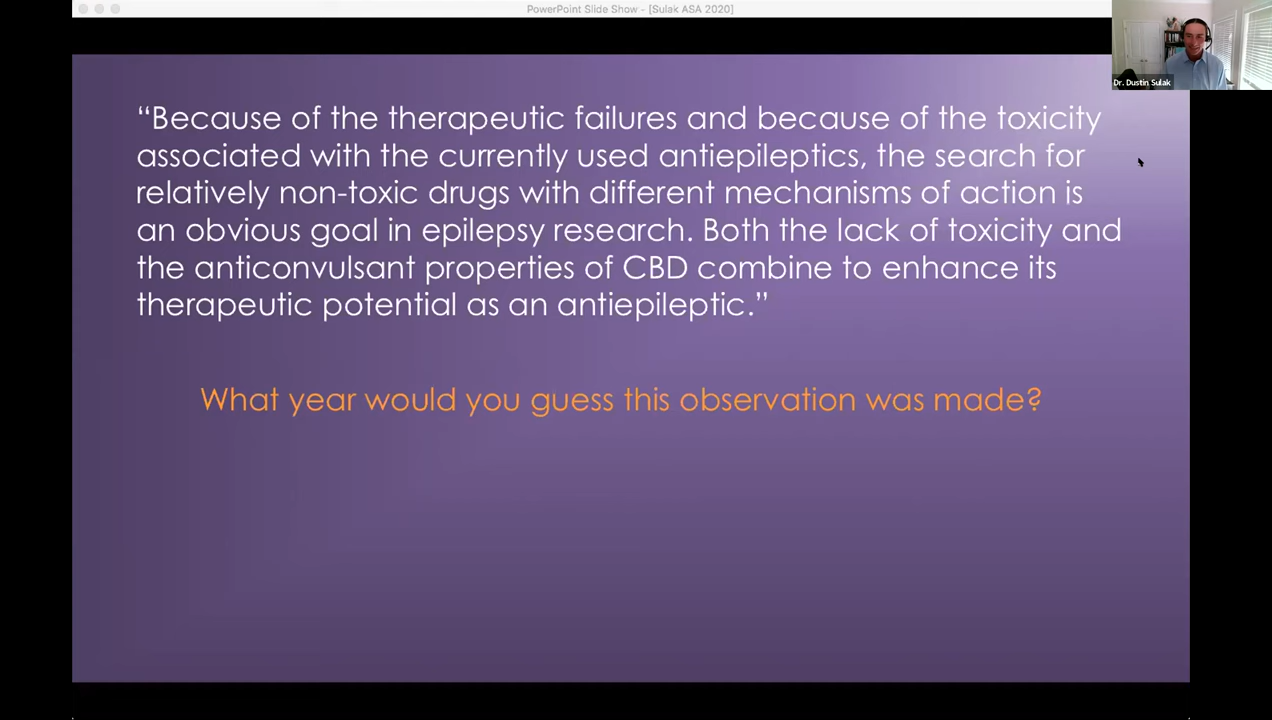 PowerPoint Slide Show - [Sulak ASA 2020]
Dr. Dustin Sulak
“Because of the therapeutic failures and because of the toxicity
associated with the currently used antiepileptics, the search for
relatively non-toxic drugs with different mechanisms of action is
an obvious goal in epilepsy research. Both the lack of toxicity and
the anticonvulsant properties of CBD combine to enhance its
therapeutic potential as an antiepileptic.”
What year would you guess this observation was made?